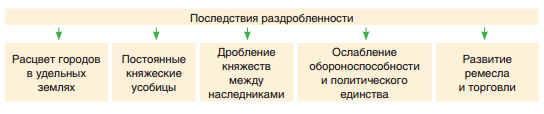 Последствия раздробленности
Расцвет городов
в удельных
землях
Постоянные
княжеские
усобицы
Дробление
княжеств
между
наследниками
Ослабление
обороноспособности
и политического
единства
Развитие
ремесла
и торговли